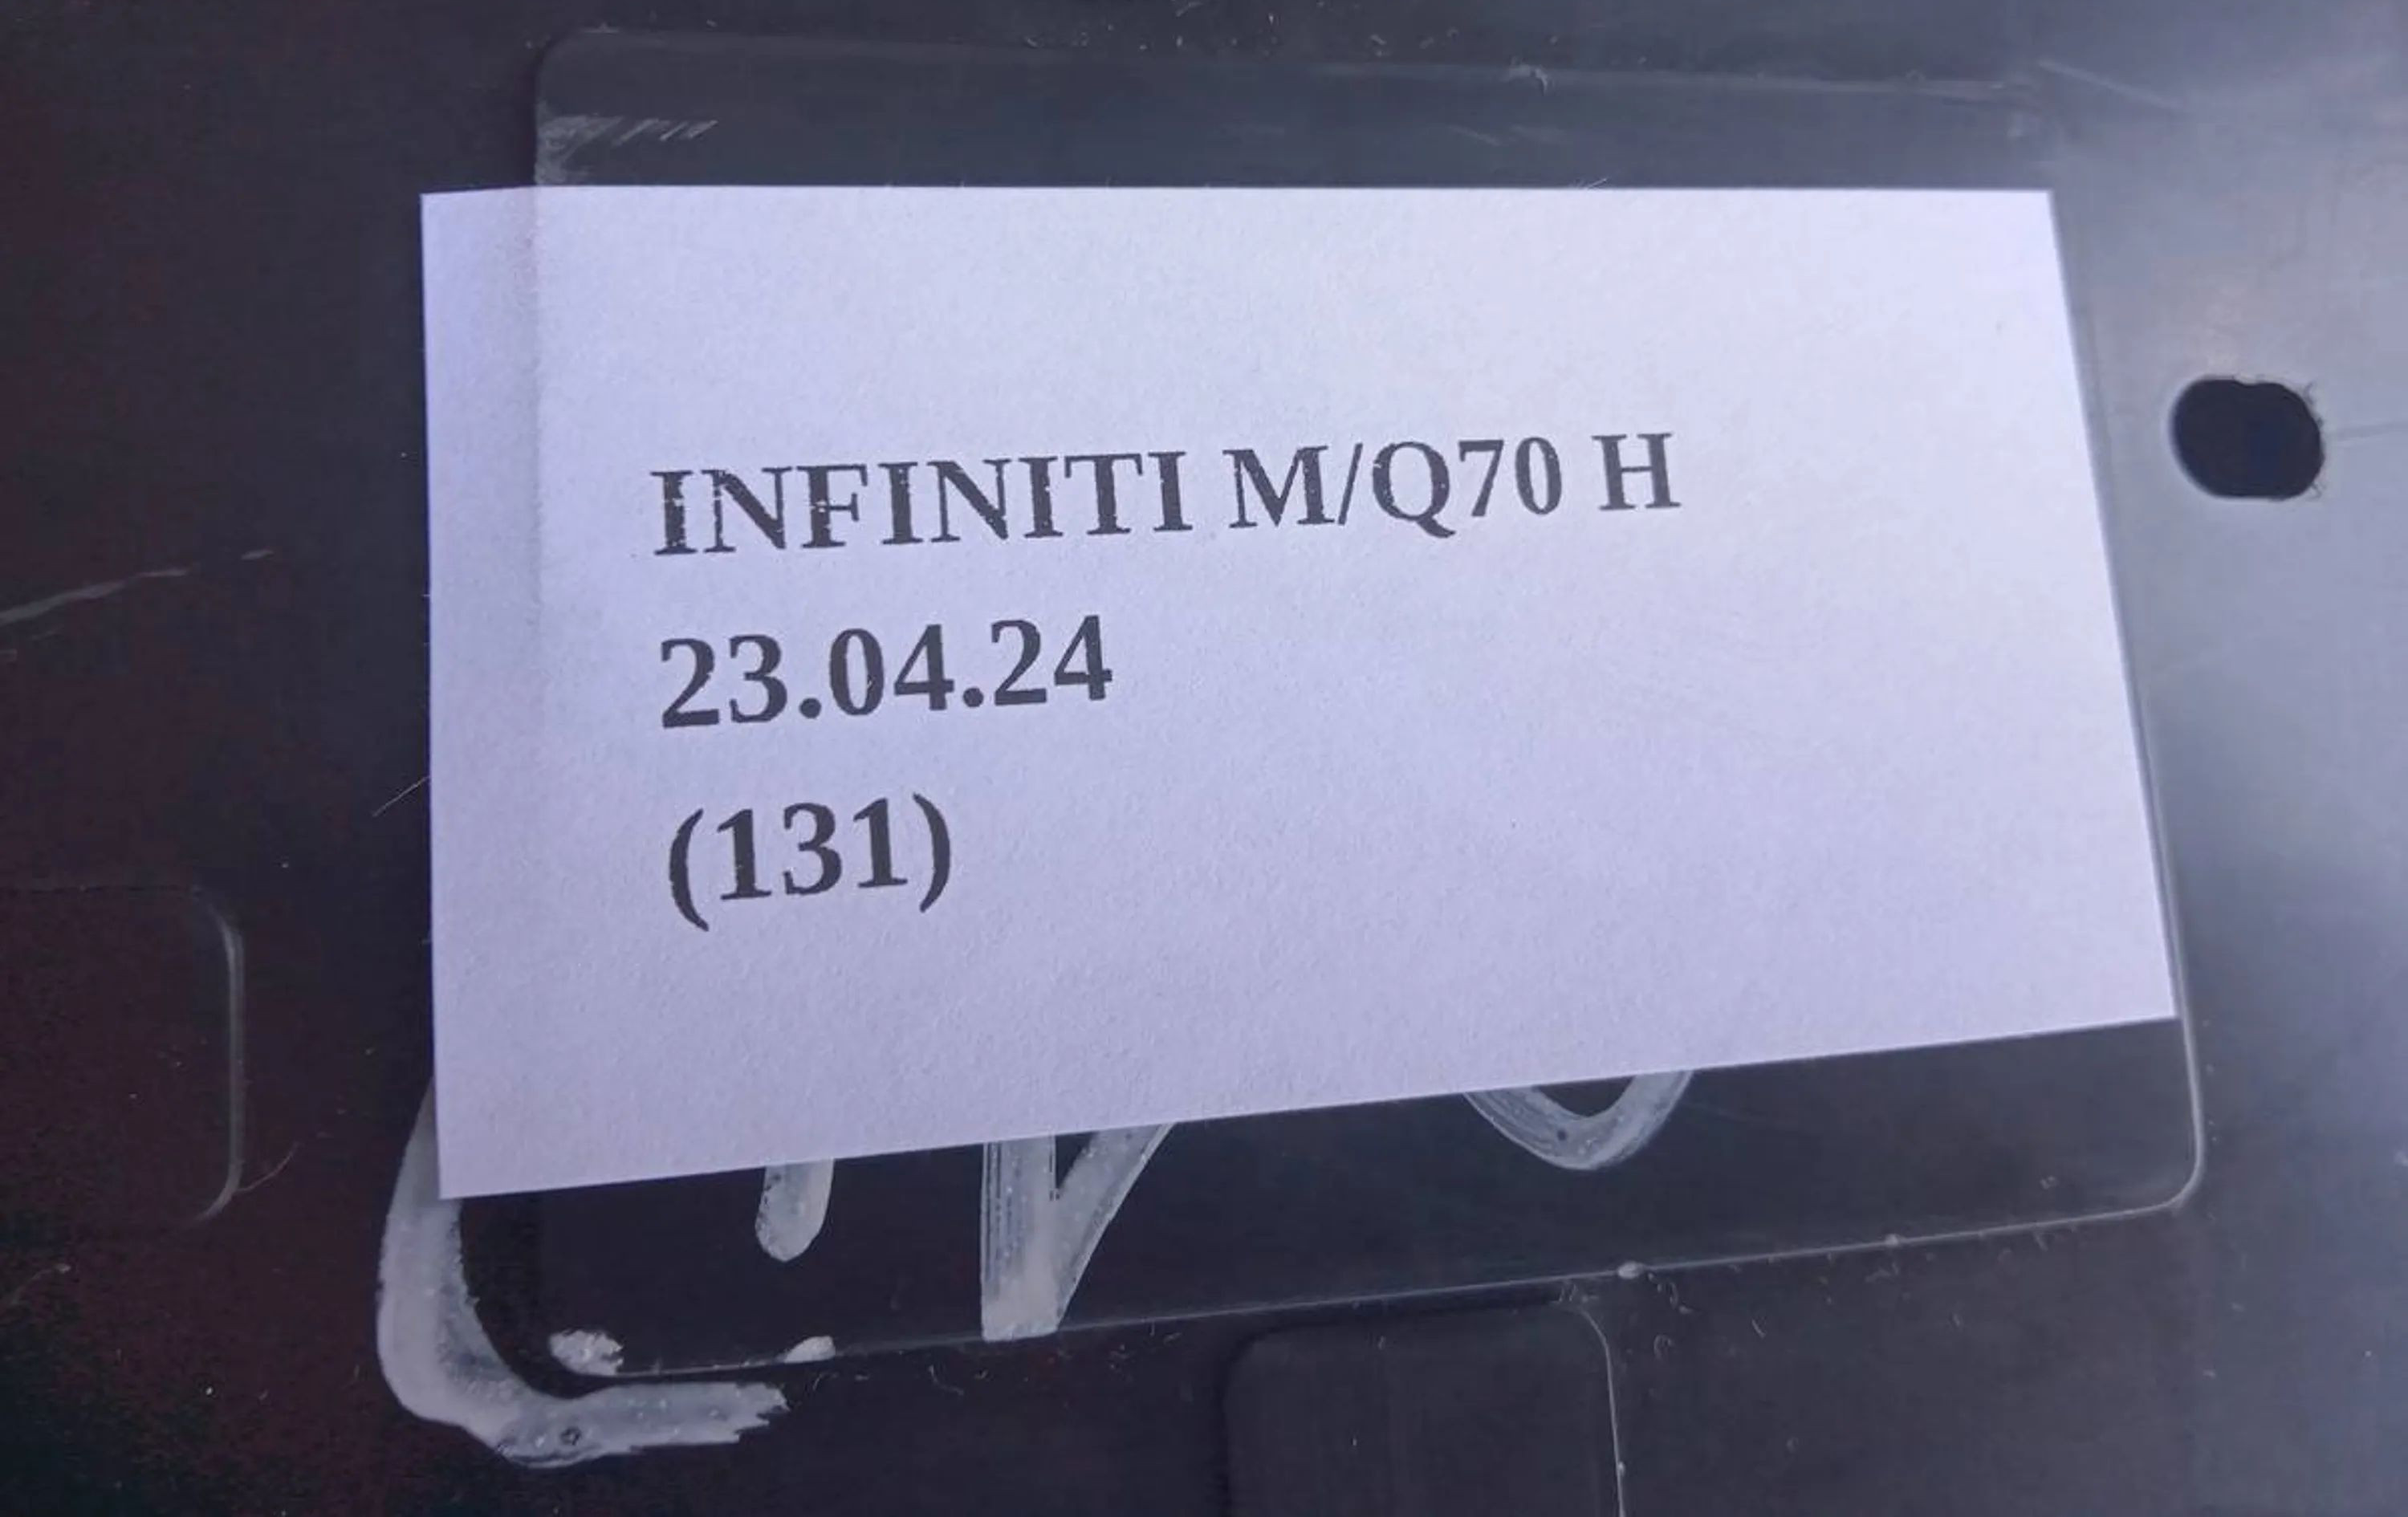 INFINITI M/Q70 H
23.04.24
(131)